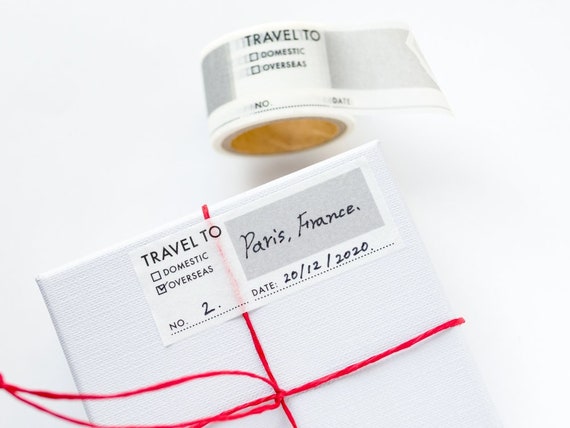 TRAVEL TO
DOMESTIC
OVERSEAS
NO. DATE
TRAVEL TO Paris, France.
DOMESTIC
OVERSEAS
NO. 2. DATE: 20/12/2020